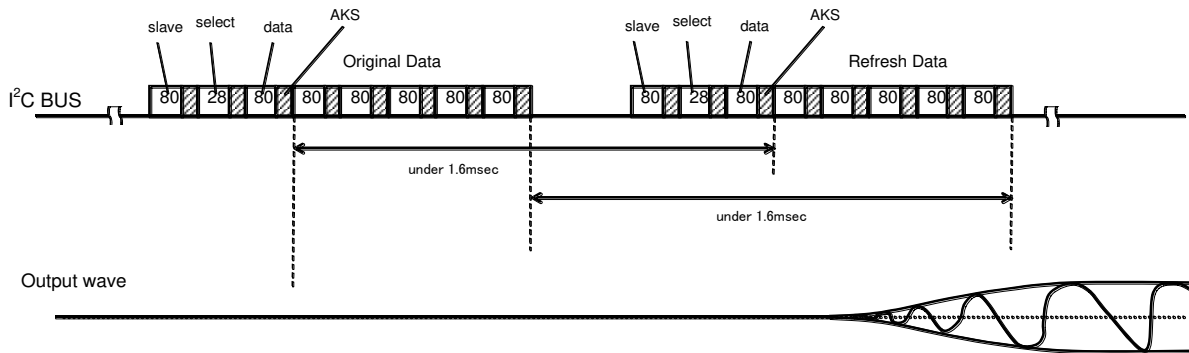 slave select data AKS slave select data AKS
Original Data Refresh Data
I²C BUS 80 28 80 80 80 80 80 80 80 28 80 80 80 80 80 80
under 1.6msec
under 1.6msec
Output wave